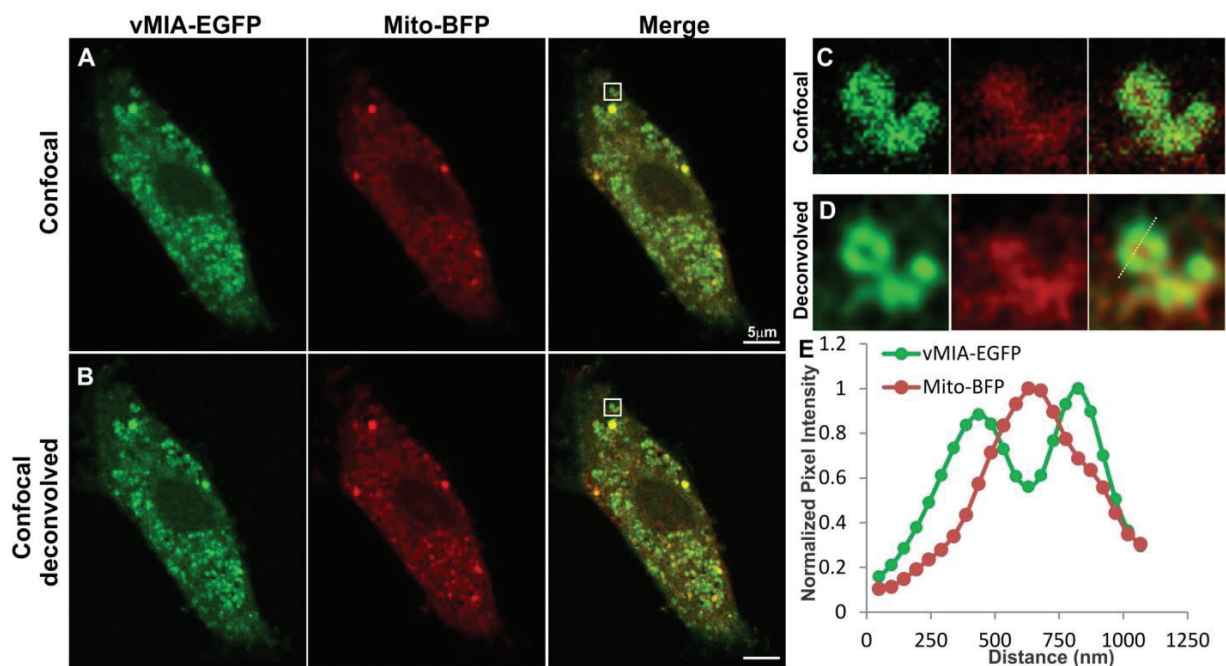 vMIA-EGFP Mito-BFP Merge
A
Confocal
5μm
B
Confocal
deconvolved
C
Confocal
D
Deconvolved
E
vMIA-EGFP
Mito-BFP
Normalized Pixel Intensity
1.2
1
0.8
0.6
0.4
0.2
0
0 250 500 750 1000 1250
Distance (nm)